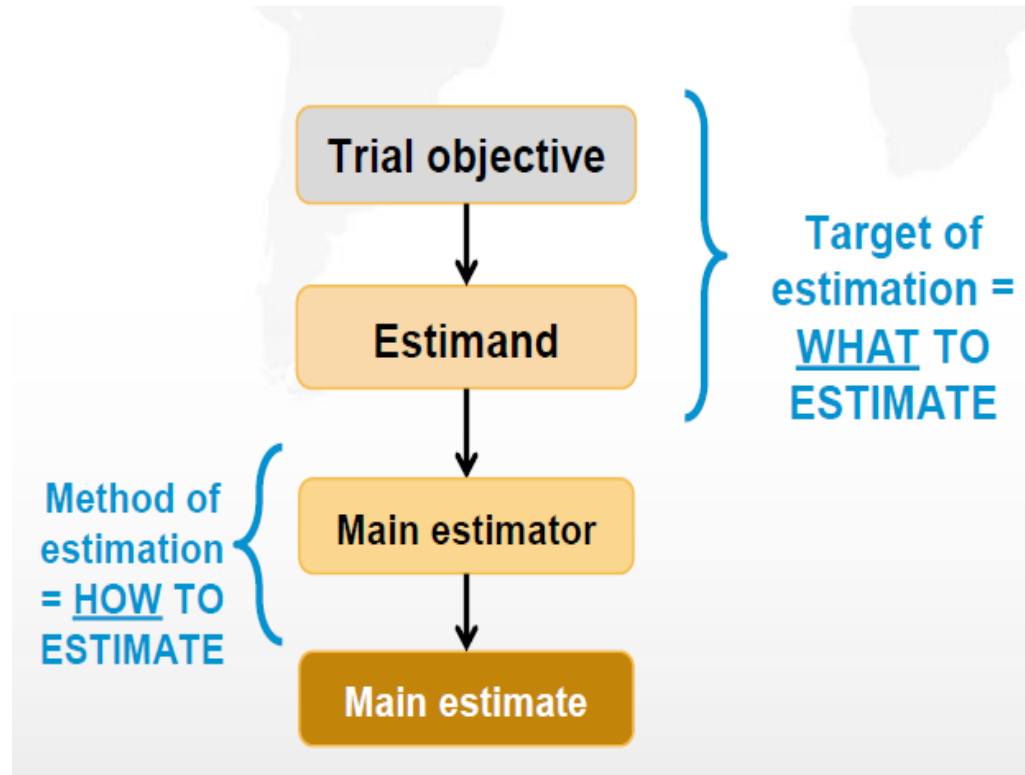 Trial objective
Estimand
Target of
estimation =
WHAT TO
ESTIMATE
Method of
estimation
= HOW TO
ESTIMATE
Main estimator
Main estimate